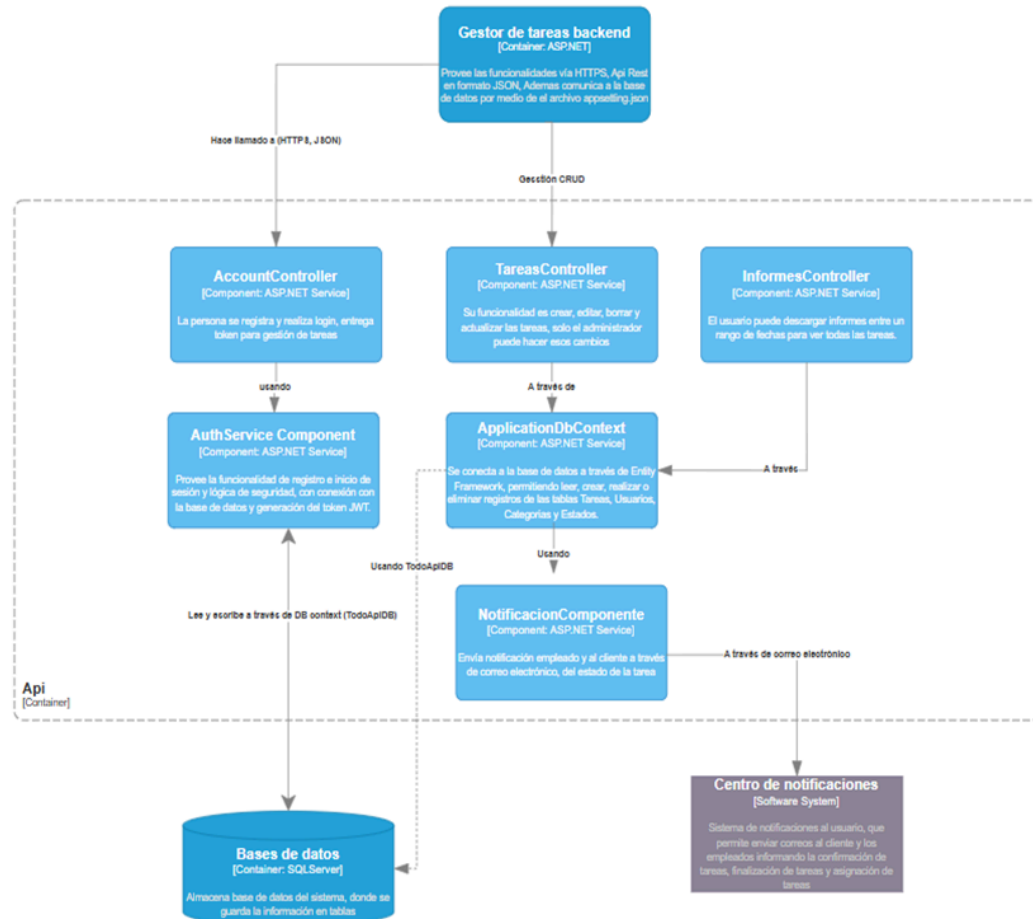 Gestor de tareas backend
[Container: ASP.NET]
Provee las funcionalidades vía HTTPS, Api Rest
en formato JSON, Ademas comunica a la base
de datos por medio de el archivo appsetting.json
Hace llamado a (HTTPS, JSON)
Gesstión CRUD
AccountController
[Component: ASP.NET Service]
La persona se registra y realiza login, entrega
token para gestión de tareas
TareasController
[Component: ASP.NET Service]
Su funcionalidad es crear, editar, borrar y
actualizar las tareas, solo el administrador
puede hacer esos cambios
InformesController
[Component: ASP.NET Service]
El usuario puede descargar informes entre un
rango de fechas para ver todas las tareas.
usando
A través de
AuthService Component
[Component: ASP.NET Service]
Provee la funcionalidad de registro e inicio de
sesión y lógica de seguridad, con conexión con
la base de datos y generación del token JWT.
ApplicationDbContext
[Component: ASP.NET Service]
Se conecta a la base de datos a través de Entity
Framework, permitiendo leer, crear, realizar o
eliminar registros de las tablas Tareas, Usuarios,
Categorias y Estados.
A través
Usando
Usando TodoApiDB
Lee y escribe a través de DB context (TodoApiDB)
NotificacionComponente
[Component: ASP.NET Service]
Envía notificación empleado y al cliente a través
de correo electrónico, del estado de la tarea
A través de correo electrónico
Api
[Container]
Centro de notificaciones
[Software System]
Sistema de notificaciones al usuario, que
permite enviar correos al cliente y los
empleados informando la confirmación de
tareas, finalización de tareas y asignación de
tareas
Bases de datos
[Container: SQLServer]
Almacena base de datos del sistema, donde se
guarda la información en tablas